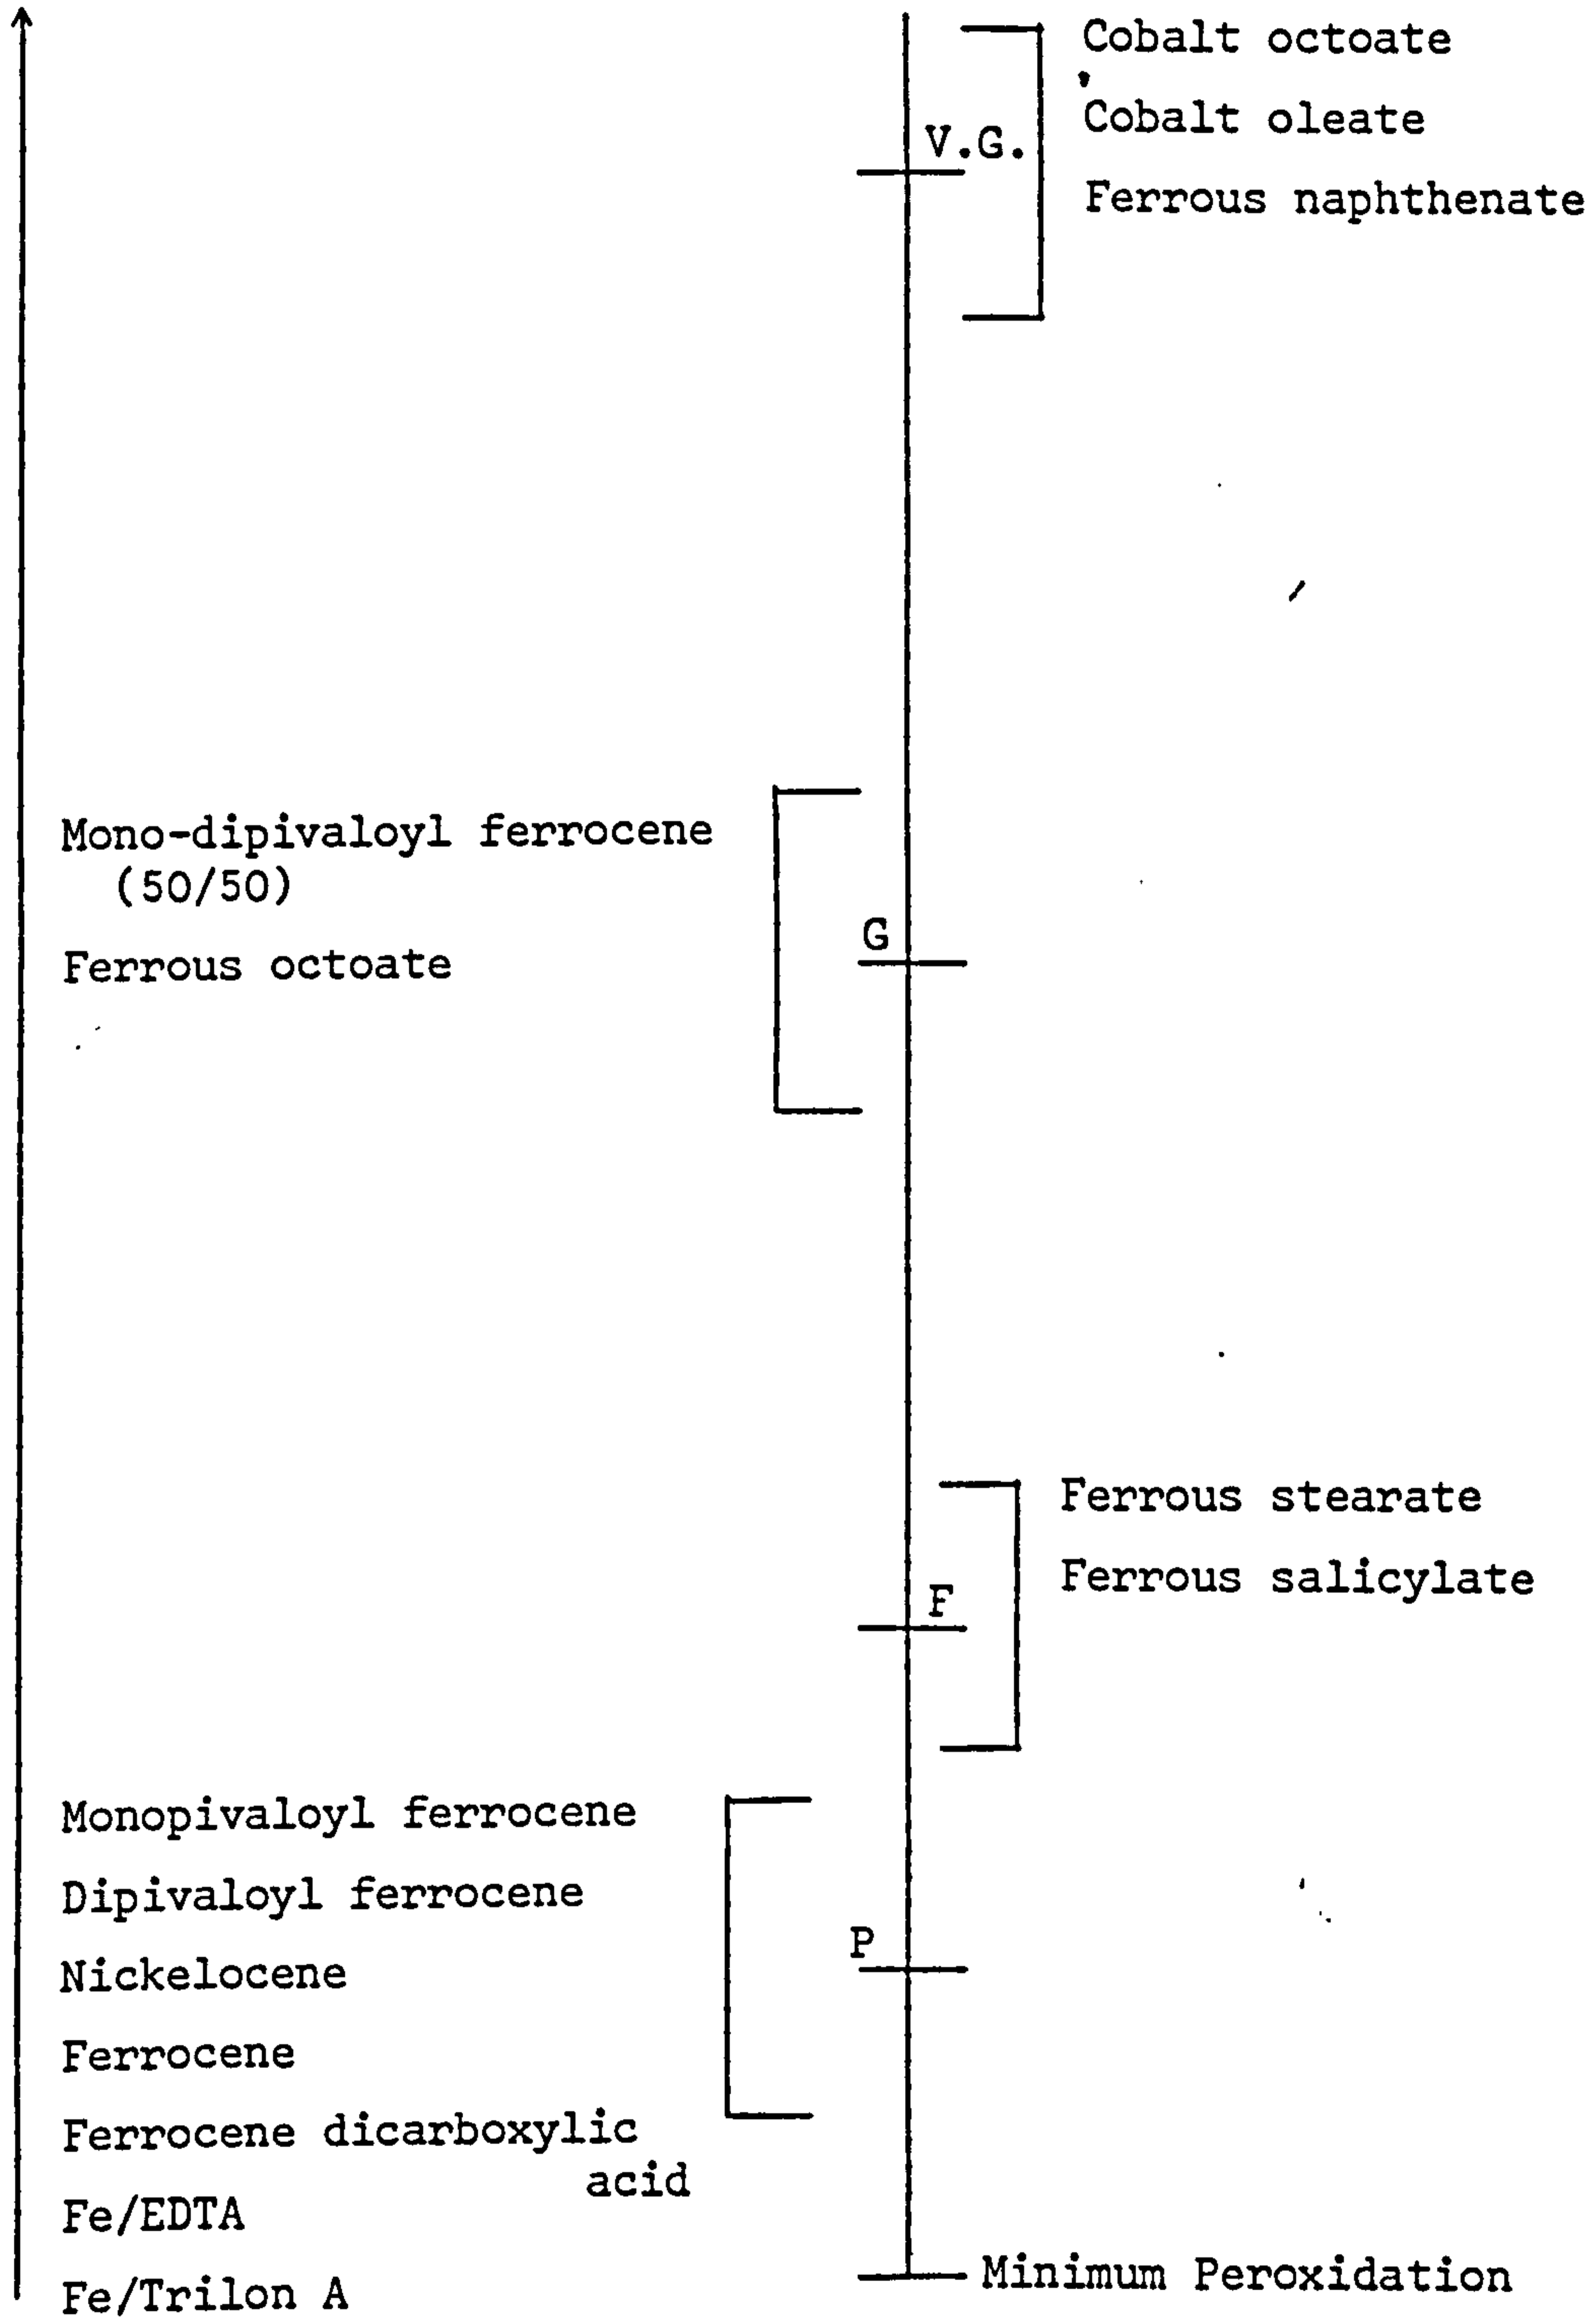 Cobalt octoate
Cobalt oleate
V.G.
Ferrous naphthenate
Mono-dipivaloyl ferrocene
(50/50)
G
Ferrous octoate
Ferrous stearate
Ferrous salicylate
F
Monopivaloyl ferrocene
Dipivaloyl ferrocene
P
Nickelocene
Ferrocene
Ferrocene dicarboxylic
acid
Fe/EDTA
Minimum Peroxidation
Fe/Trilon A